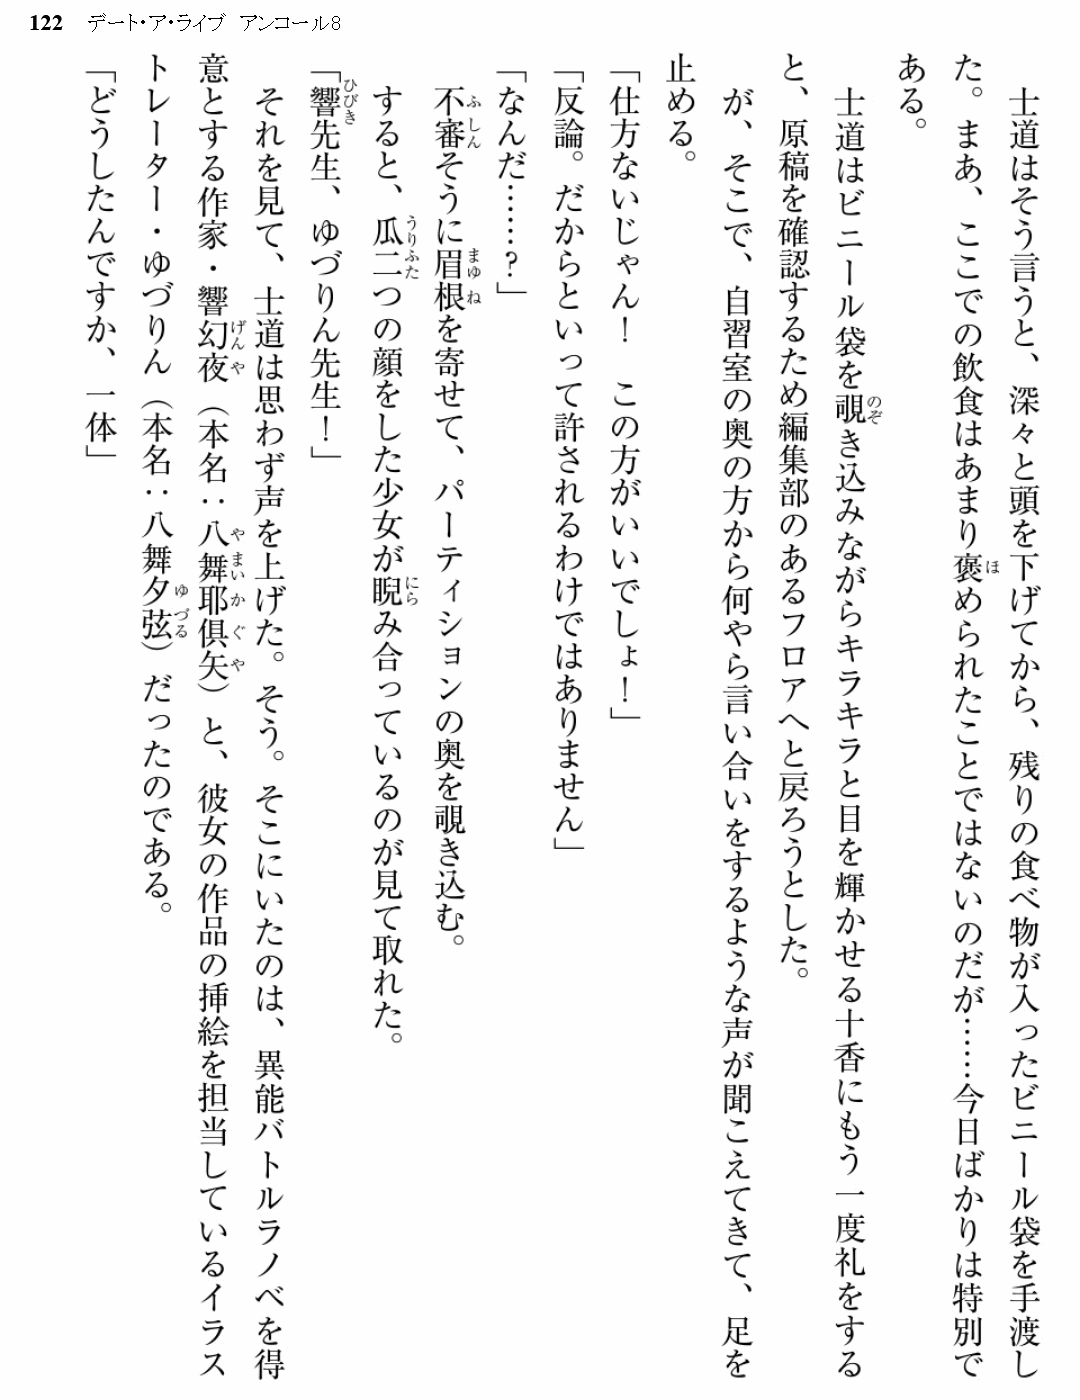 122 デート・ア・ライブ アンコール8
　士道はそう言うと、深々と頭を下げてから、残りの食べ物が入ったビニール袋を手渡し
た。まあ、ここでの飲食はあまり褒められたことではないのだが……今日ばかりは特別で
ある。
　士道はビニール袋を覗き込みながらキラキラと目を輝かせる十香にもう一度礼をする
と、原稿を確認するため編集部のあるフロアへと戻ろうとした。
　が、そこで、自習室の奥の方から何やら言い合いをするような声が聞こえてきて、足を
止める。
「仕方ないじゃん！　この方がいいでしょ！」
「反論。だからといって許されるわけではありません」
「なんだ……？」
　不審そうに眉根を寄せて、パーティションの奥を覗き込む。
　すると、瓜二つの顔をした少女が睨み合っているのが見て取れた。
「響先生、ゆづりん先生！」
　それを見て、士道は思わず声を上げた。そう。そこにいたのは、異能バトルラノベを得
意とする作家・響幻夜（本名：八舞耶倶矢）と、彼女の作品の挿絵を担当しているイラス
トレーター・ゆづりん（本名：八舞夕弦）だったのである。
「どうしたんですか、一体」